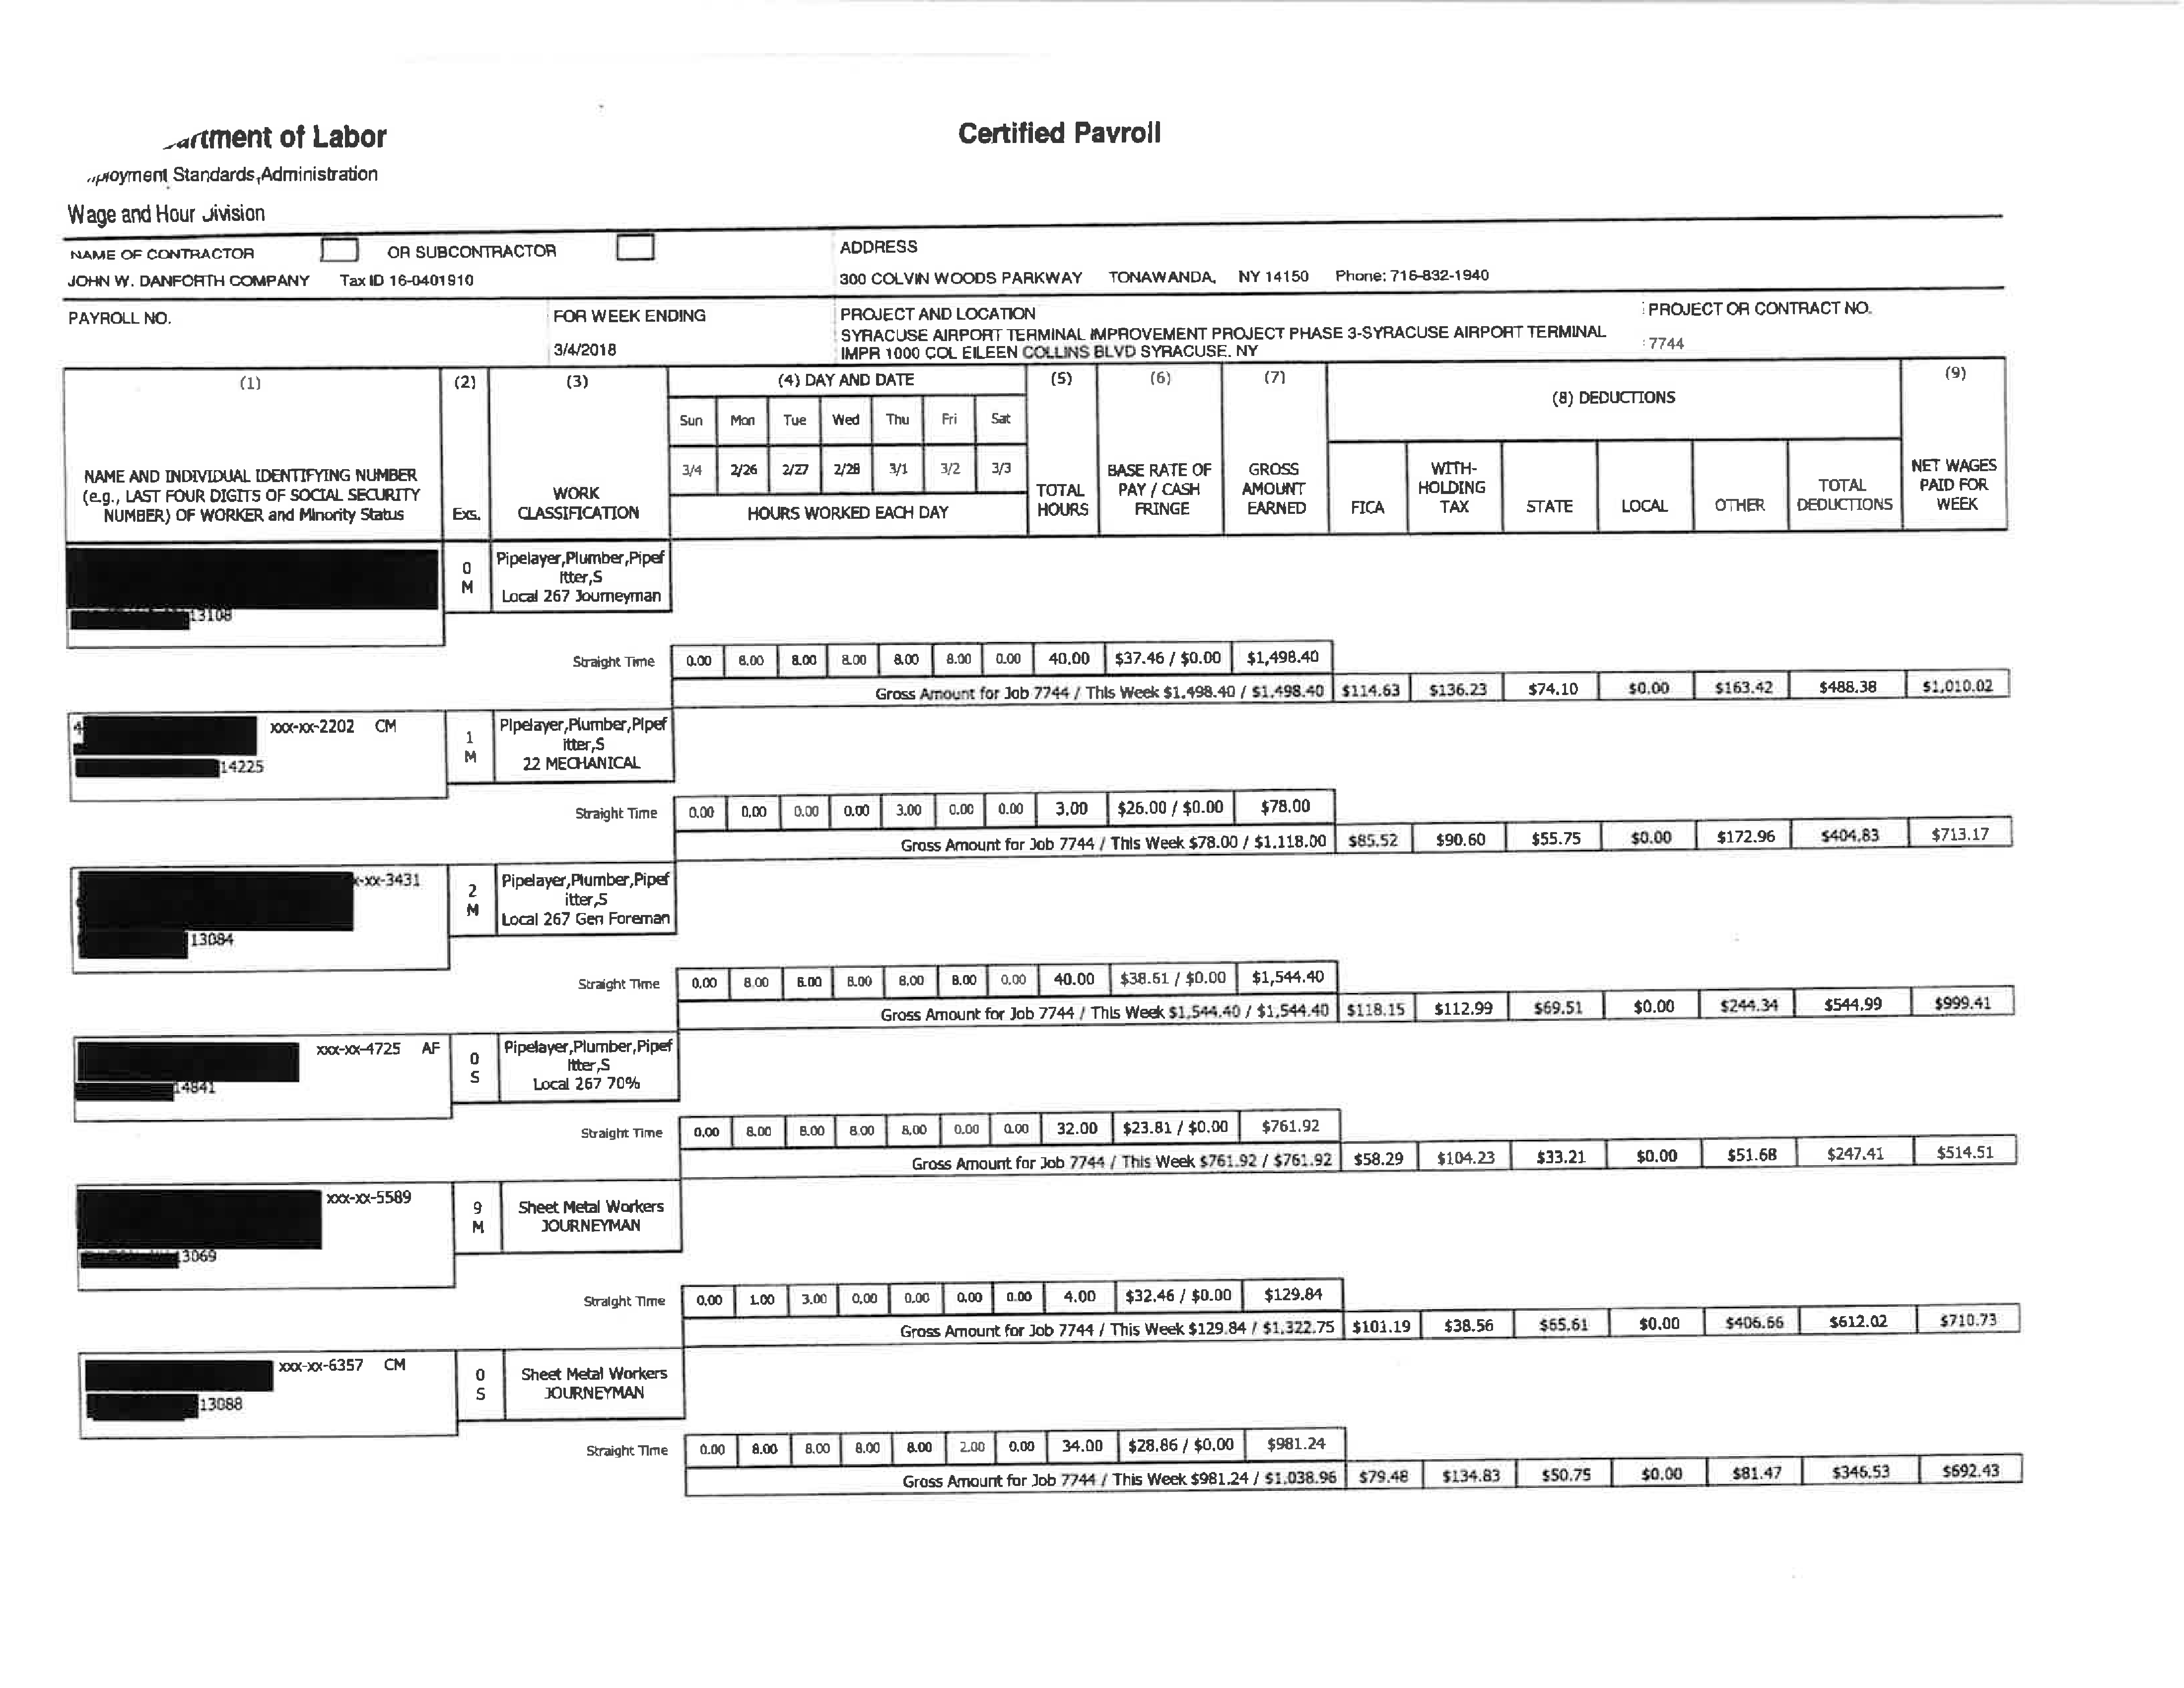 of Labor
Certified Payroll
Standards, Administration
Wage and Hour Division
NAME OF CONTRACTOR OR SUBCONTRACTOR ADDRESS
JOHN W. DANFORTH COMPANY Tax ID 16-0401910 300 COLVIN WOODS PARKWAY TONAWANDA, NY 14150 Phone: 716-832-1940
PAYROLL NO. FOR WEEK ENDING PROJECT AND LOCATION PROJECT OR CONTRACT NO.
3/4/2018 SYRACUSE AIRPORT TERMINAL IMPROVEMENT PROJECT PHASE 3-SYRACUSE AIRPORT TERMINAL 7744
IMPR 1000 COL EILEEN COLLINS BLVD SYRACUSE, NY
(1) (2) (3) (4) DAY AND DATE (5) (6) (7) (8) DEDUCTIONS (9)
Sun Mon Tue Wed Thu Fri Sat
3/4 2/26 2/27 2/28 3/1 3/2 3/3
NAME AND INDIVIDUAL IDENTIFYING NUMBER BASE RATE OF GROSS WITH- NET WAGES
(e.g., LAST FOUR DIGITS OF SOCIAL SECURITY WORK TOTAL PAY / CASH AMOUNT HOLDING TOTAL PAID FOR
NUMBER) OF WORKER and Minority Status Exs. CLASSIFICATION HOURS WORKED EACH DAY HOURS FRINGE EARNED FICA TAX STATE LOCAL OTHER DEDUCTIONS WEEK
0 Pipelayer,Plumber,Pipef
M itter,S
Local 267 Journeyman
13108
Straight Time 0.00 8.00 8.00 8.00 8.00 8.00 0.00 40.00 $37.46 / $0.00 $1,498.40
Gross Amount for Job 7744 / This Week $1,498.40 / $1,498.40 $114.63 $136.23 $74.10 $0.00 $163.42 $488.38 $1,010.02
4 xxx-xx-2202 CM 1 Pipelayer,Plumber,Pipef
M itter,S
14225 22 MECHANICAL
Straight Time 0.00 0.00 0.00 0.00 3.00 0.00 0.00 3.00 $26.00 / $0.00 $78.00
Gross Amount for Job 7744 / This Week $78.00 / $1,118.00 $85.52 $90.60 $55.75 $0.00 $172.96 $404.83 $713.17
x-xx-3431 2 Pipelayer,Plumber,Pipef
M itter,S
Local 267 Gen Foreman
13084
Straight Time 0.00 8.00 8.00 8.00 8.00 8.00 0.00 40.00 $38.61 / $0.00 $1,544.40
Gross Amount for Job 7744 / This Week $1,544.40 / $1,544.40 $118.15 $112.99 $69.51 $0.00 $244.34 $544.99 $999.41
xxx-xx-4725 AF 0 Pipelayer,Plumber,Pipef
S itter,S
14841 Local 267 70%
Straight Time 0.00 8.00 8.00 8.00 8.00 0.00 0.00 32.00 $23.81 / $0.00 $761.92
Gross Amount for Job 7744 / This Week $761.92 / $761.92 $58.29 $104.23 $33.21 $0.00 $51.68 $247.41 $514.51
xxx-xx-5589 9 Sheet Metal Workers
M JOURNEYMAN
13069
Straight Time 0.00 1.00 3.00 0.00 0.00 0.00 0.00 4.00 $32.46 / $0.00 $129.84
Gross Amount for Job 7744 / This Week $129.84 / $1,322.75 $101.19 $38.56 $65.61 $0.00 $406.66 $612.02 $710.73
xxx-xx-6357 CM 0 Sheet Metal Workers
S JOURNEYMAN
13088
Straight Time 0.00 8.00 8.00 8.00 8.00 2.00 0.00 34.00 $28.86 / $0.00 $981.24
Gross Amount for Job 7744 / This Week $981.24 / $1,038.96 $79.48 $134.83 $50.75 $0.00 $81.47 $346.53 $692.43